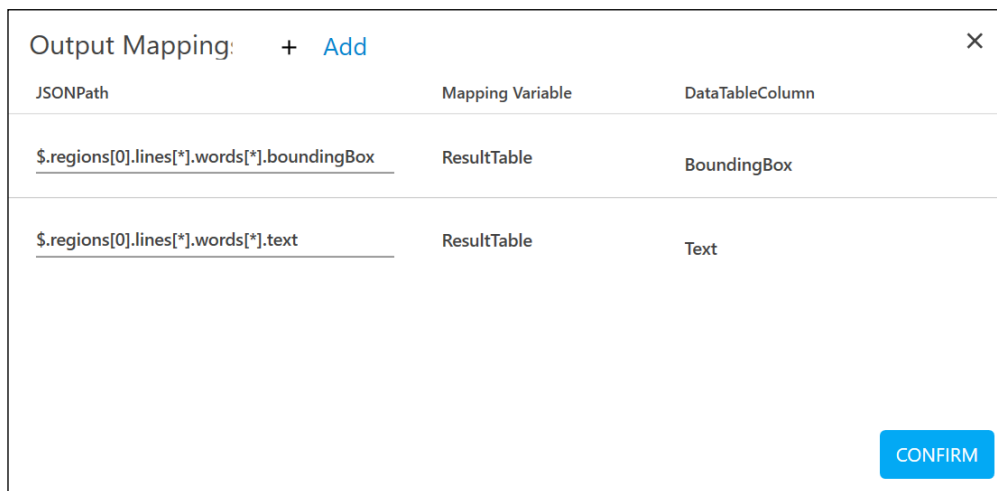 Output Mappings + Add
JSONPath Mapping Variable DataTableColumn
$.regions[0].lines[*].words[*].boundingBox ResultTable BoundingBox
$.regions[0].lines[*].words[*].text ResultTable Text
CONFIRM